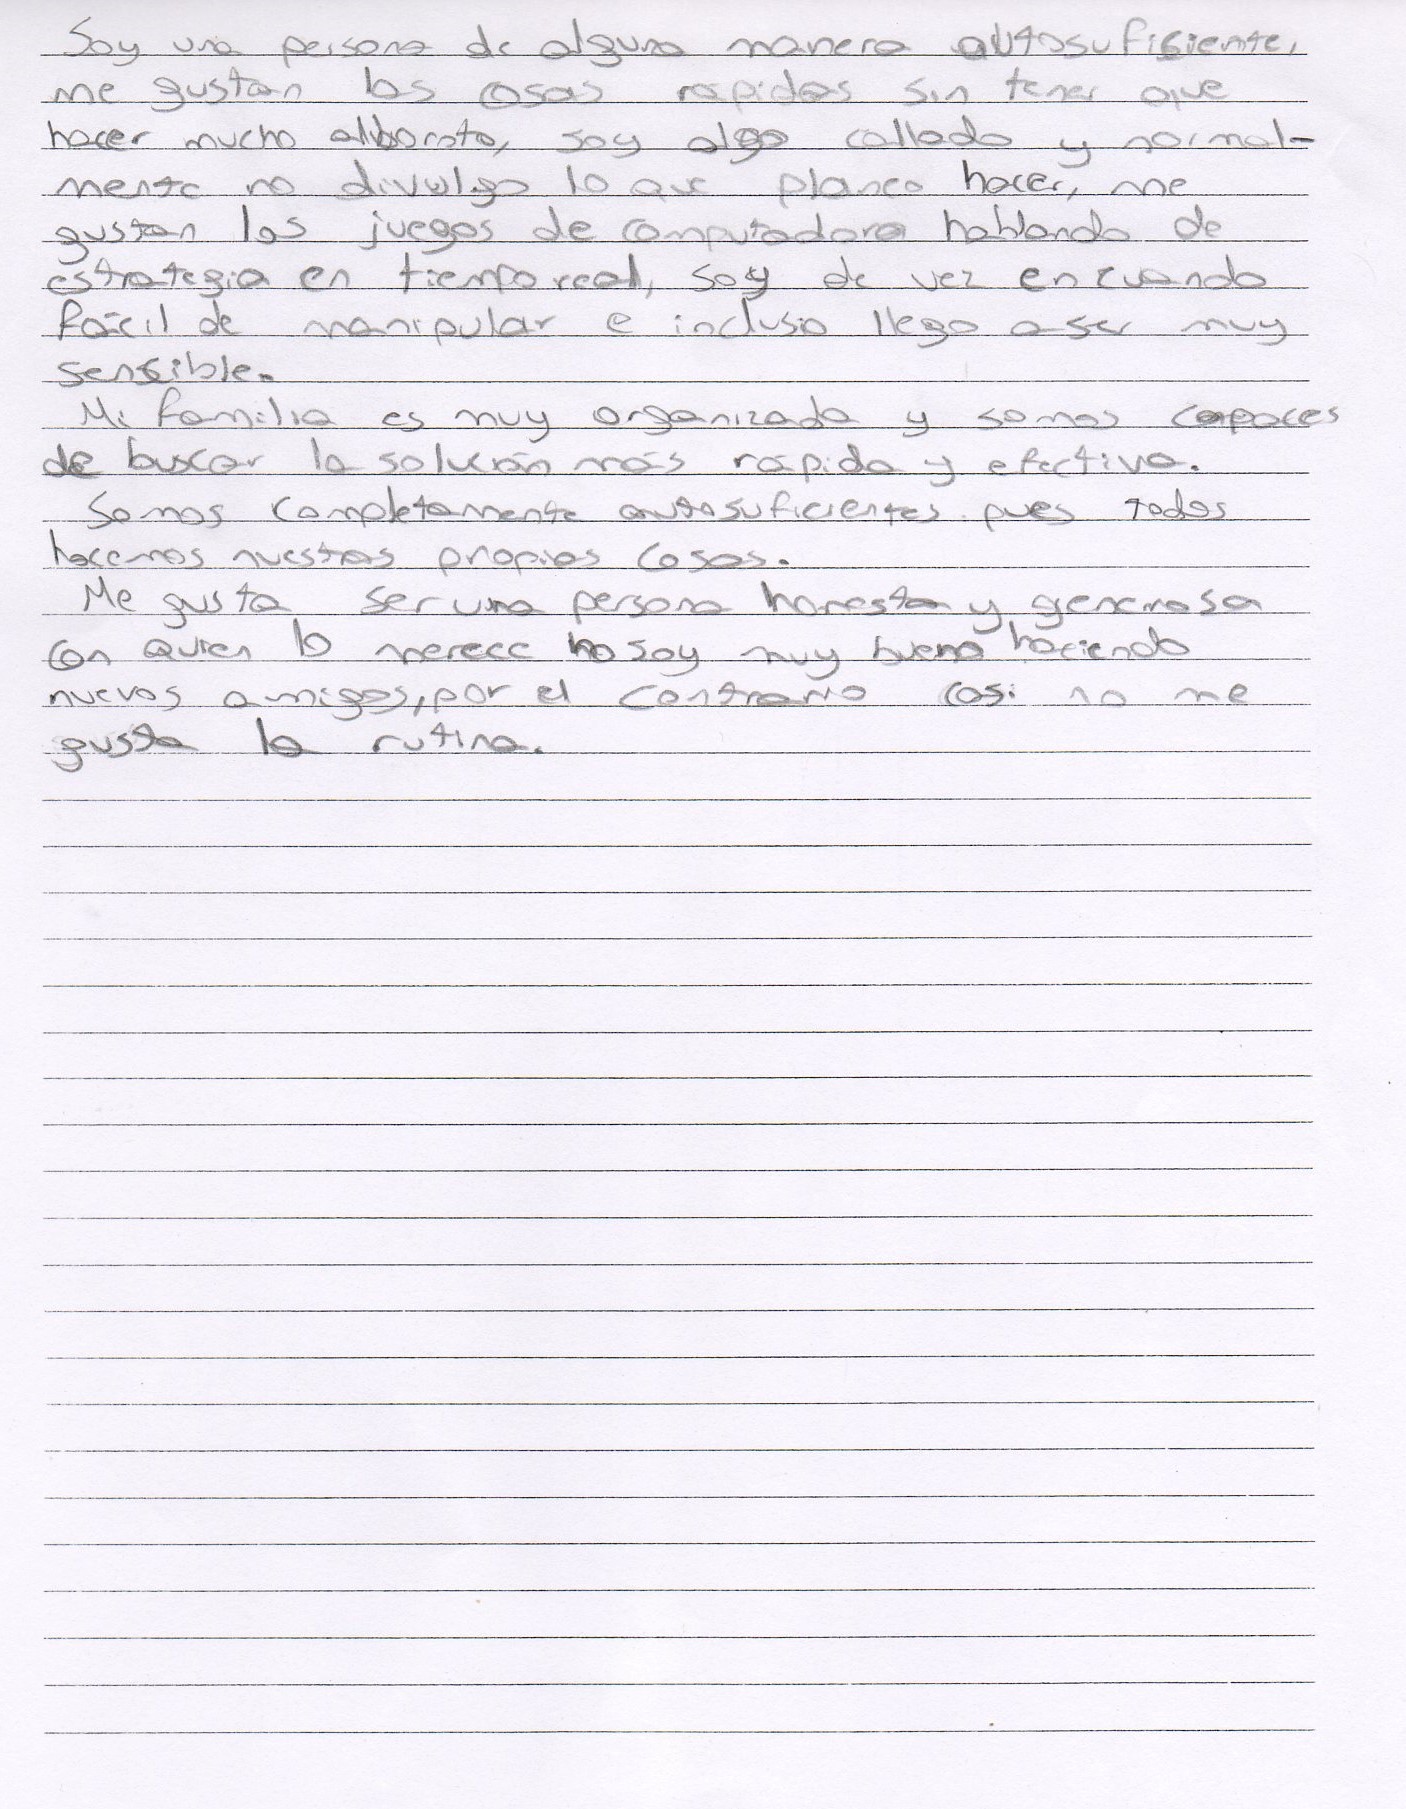 Soy una persona de alguna manera autosufisiente,
me gustan las cosas rápidas sin tener que
hacer mucho alboroto, soy algo callado y normal-
mente no divulgo lo que planeo hacer, me
gustan los juegos de computadora hablando de
estrategia en tiempo real, soy de vez en cuando
fácil de manipular e inclusio llego a ser muy
sensible.
Mi familia es muy organizada y somos capaces
de buscar la solución más rápida y efectiva.
Somos completamente autosuficientes pues todos
hacemos nuestras propias cosas.
Me gusta ser una persona honesta y generosa
con quien lo merece no soy muy bueno haciendo
nuevos amigos, por el contrario casi no me
gusta la rutina.